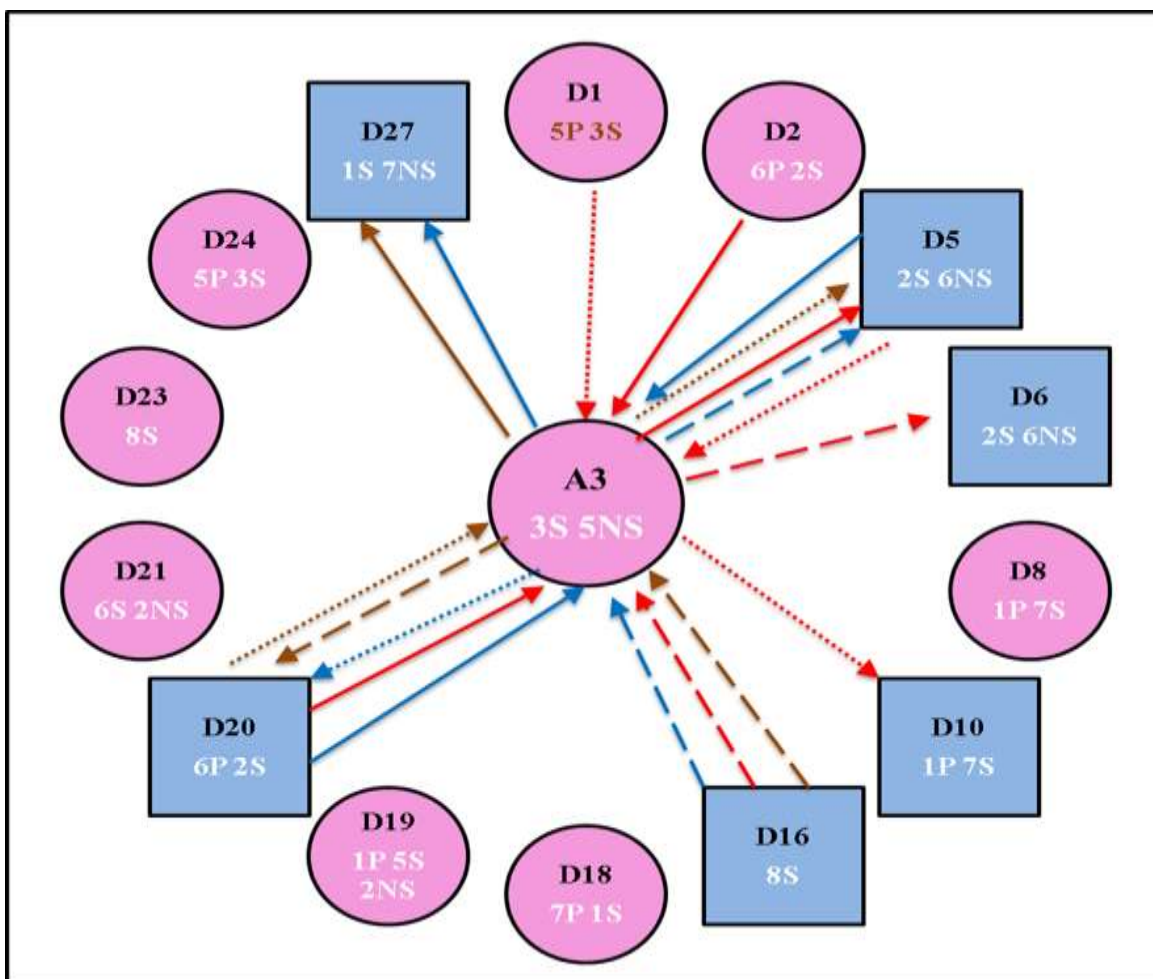 D1
5P 3S
D2
6P 2S
D27
1S 7NS
D5
2S 6NS
D24
5P 3S
D6
2S 6NS
D23
8S
A3
3S 5NS
D21
6S 2NS
D8
1P 7S
D20
6P 2S
D10
1P 7S
D19
1P 5S
2NS
D16
8S
D18
7P 1S